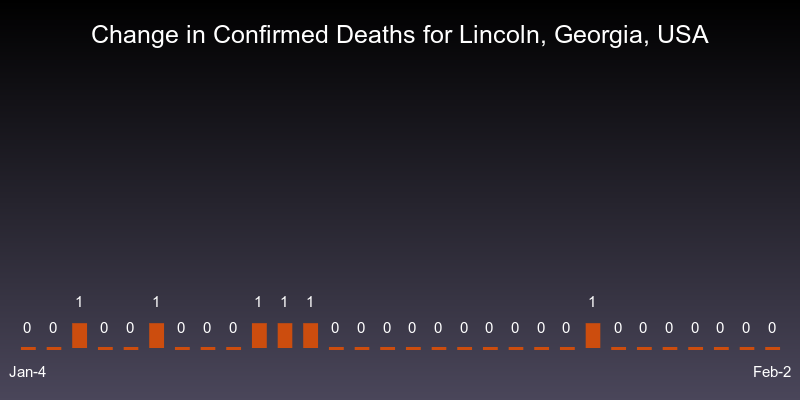 Change in Confirmed Deaths for Lincoln, Georgia, USA
1 1 1 1 1 1
0 0 0 0 0 0 0 0 0 0 0 0 0 0 0 0 0 0 0 0 0 0 0 0
Jan-4 Feb-2